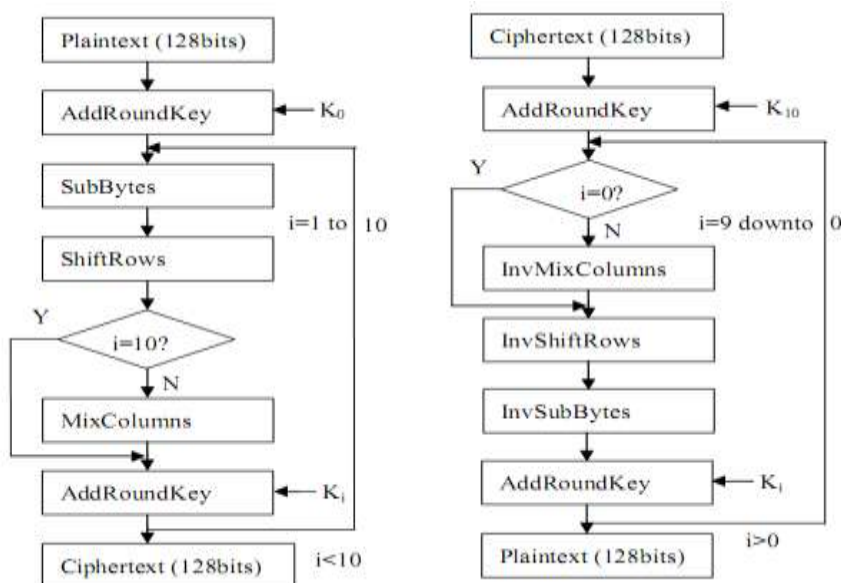 Plaintext (128bits)
AddRoundKey
K0
SubBytes
i=1 to 10
ShiftRows
Y
i=10?
N
MixColumns
AddRoundKey
Ki
Ciphertext (128bits)
i<10
Ciphertext (128bits)
AddRoundKey
K10
Y
i=0?
i=9 downto 0
N
InvMixColumns
InvShiftRows
InvSubBytes
AddRoundKey
Ki
i>0
Plaintext (128bits)